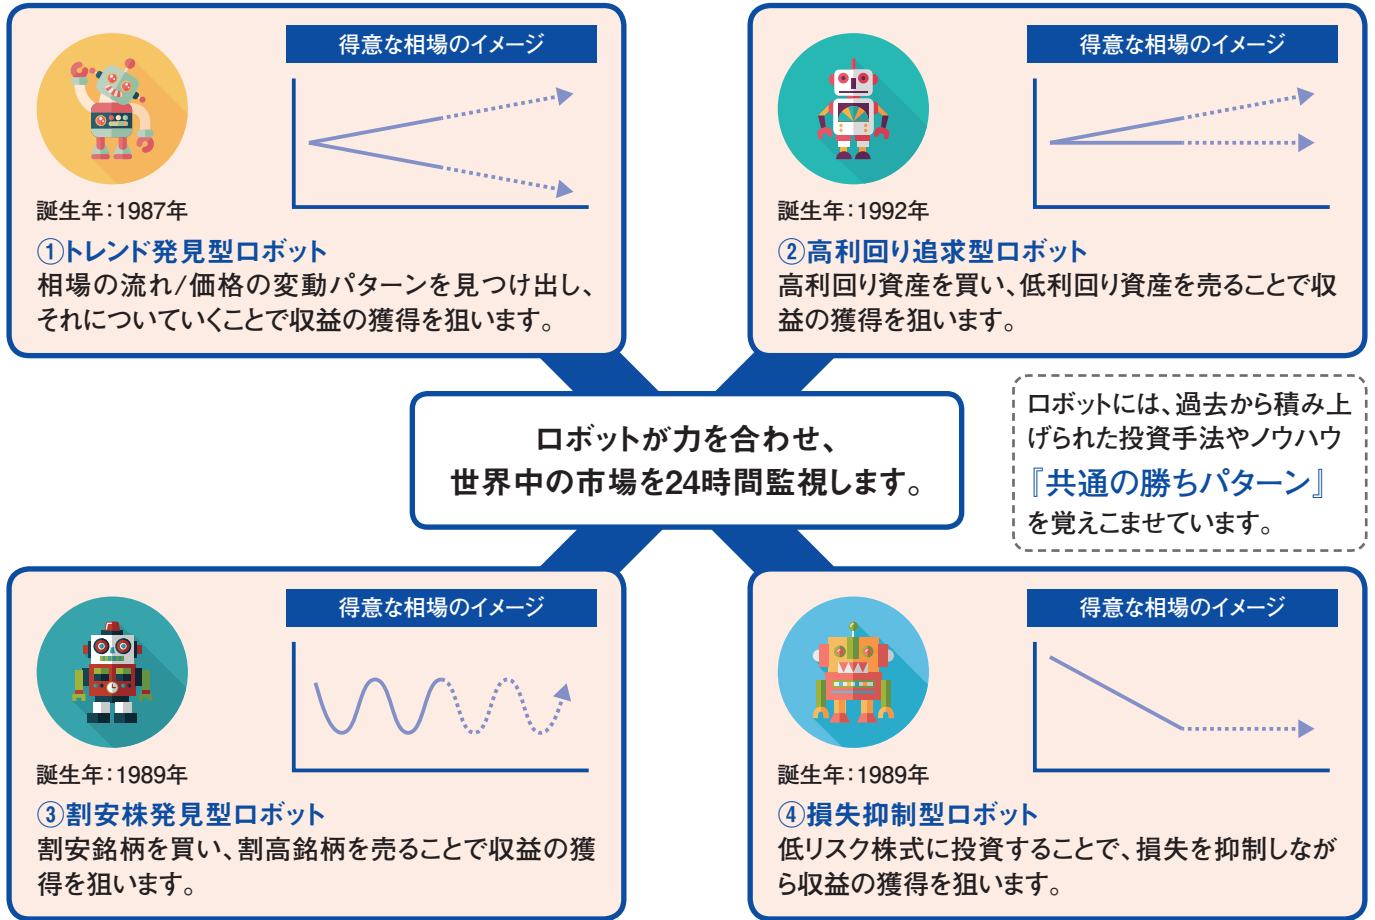 得意な相場のイメージ
誕生年：1987年
①トレンド発見型ロボット
相場の流れ/価格の変動パターンを見つけ出し、
それについていくことで収益の獲得を狙います。
得意な相場のイメージ
誕生年：1992年
②高利回り追求型ロボット
高利回り資産を買い、低利回り資産を売ることで収
益の獲得を狙います。
ロボットが力を合わせ、
世界中の市場を24時間監視します。
ロボットには、過去から積み上
げられた投資手法やノウハウ
『共通の勝ちパターン』
を覚えこませています。
得意な相場のイメージ
誕生年：1989年
③割安株発見型ロボット
割安銘柄を買い、割高銘柄を売ることで収益の獲
得を狙います。
得意な相場のイメージ
誕生年：1989年
④損失抑制型ロボット
低リスク株式に投資することで、損失を抑制しなが
ら収益の獲得を狙います。